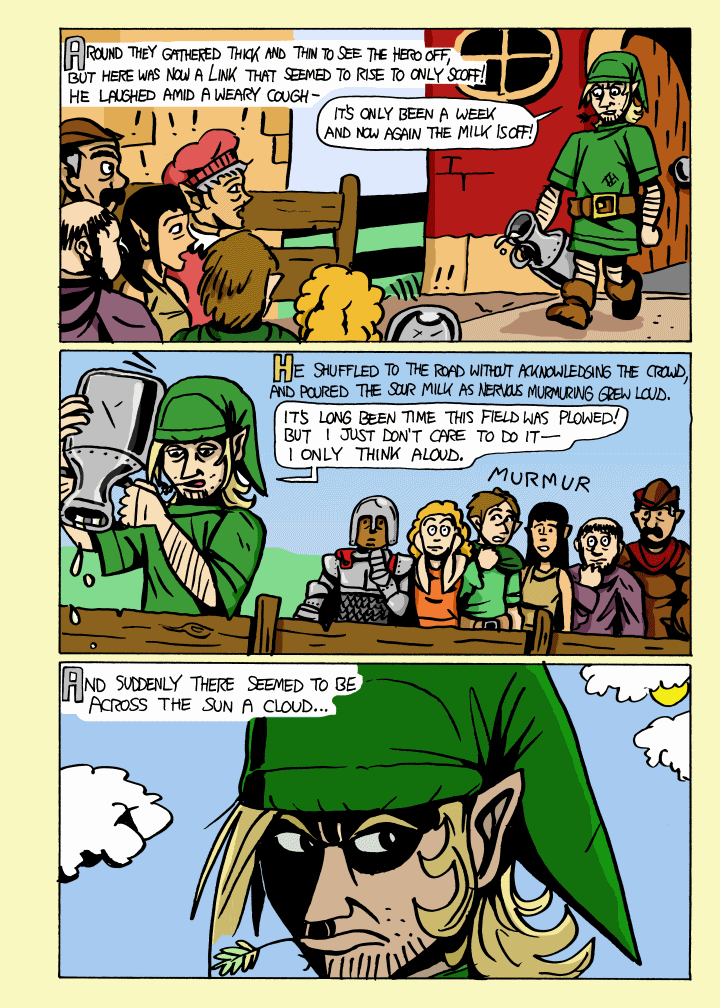 AROUND THEY GATHERED THICK AND THIN TO SEE THE HERO OFF,
BUT HERE WAS NOW A LINK THAT SEEMED TO RISE TO ONLY SCOFF!
HE LAUGHED AMID A WEARY COUGH-
IT'S ONLY BEEN A WEEK
AND NOW AGAIN THE MILK IS OFF!
HE SHUFFLED TO THE ROAD WITHOUT ACKNOWLEDGING THE CROWD,
AND POURED THE SOUR MILK AS NERVOUS MURMURING GREW LOUD.
IT'S LONG BEEN TIME THIS FIELD WAS PLOWED!
BUT I JUST DON'T CARE TO DO IT—
I ONLY THINK ALOUD.
MURMUR
AND SUDDENLY THERE SEEMED TO BE
ACROSS THE SUN A CLOUD...